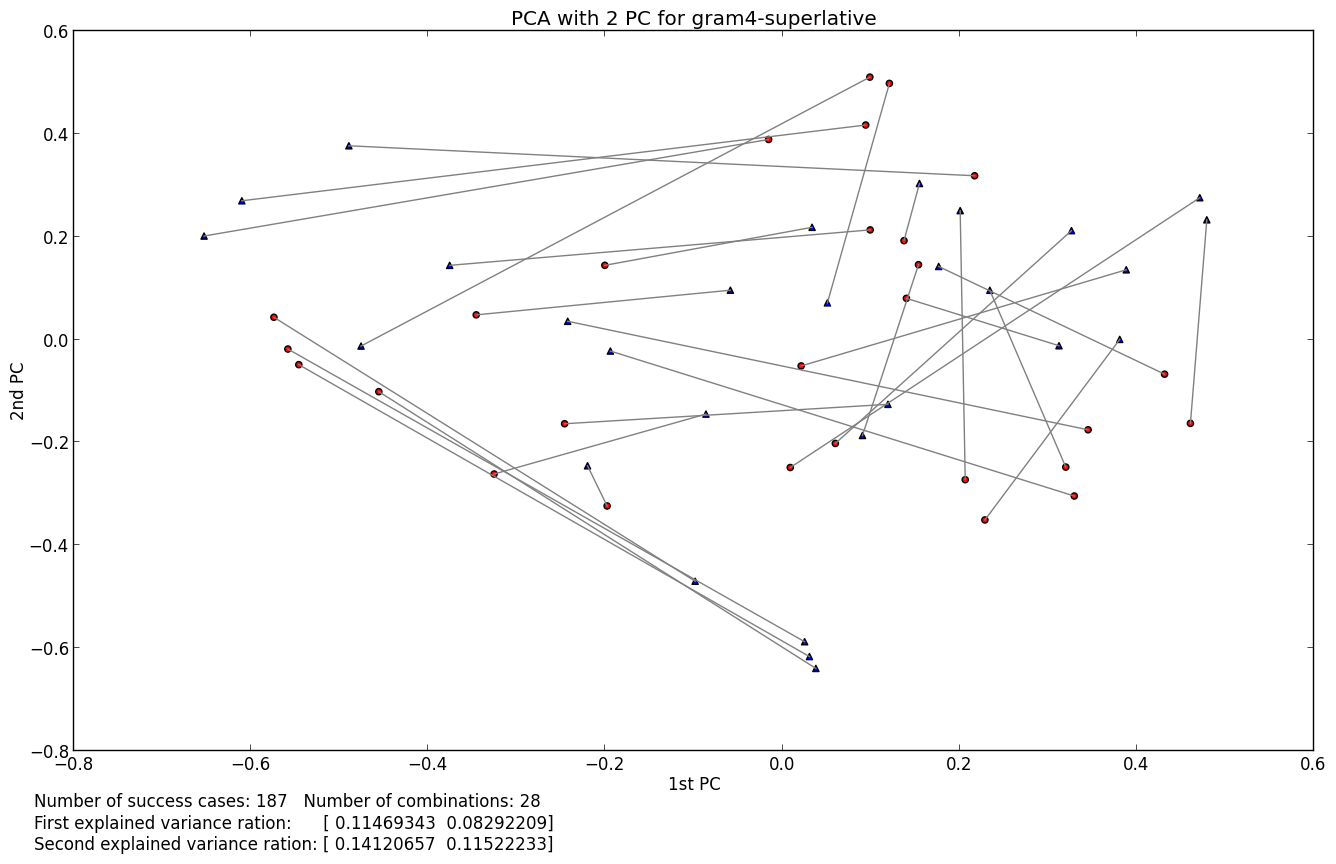 PCA with 2 PC for gram4-superlative
0.6
0.4
0.2
0.0
−0.2
−0.4
−0.6
−0.8
2nd PC
−0.8 −0.6 −0.4 −0.2 0.0 0.2 0.4 0.6
1st PC
Number of success cases: 187 Number of combinations: 28
First explained variance ration: [ 0.11469343 0.08292209]
Second explained variance ration: [ 0.14120657 0.11522233]